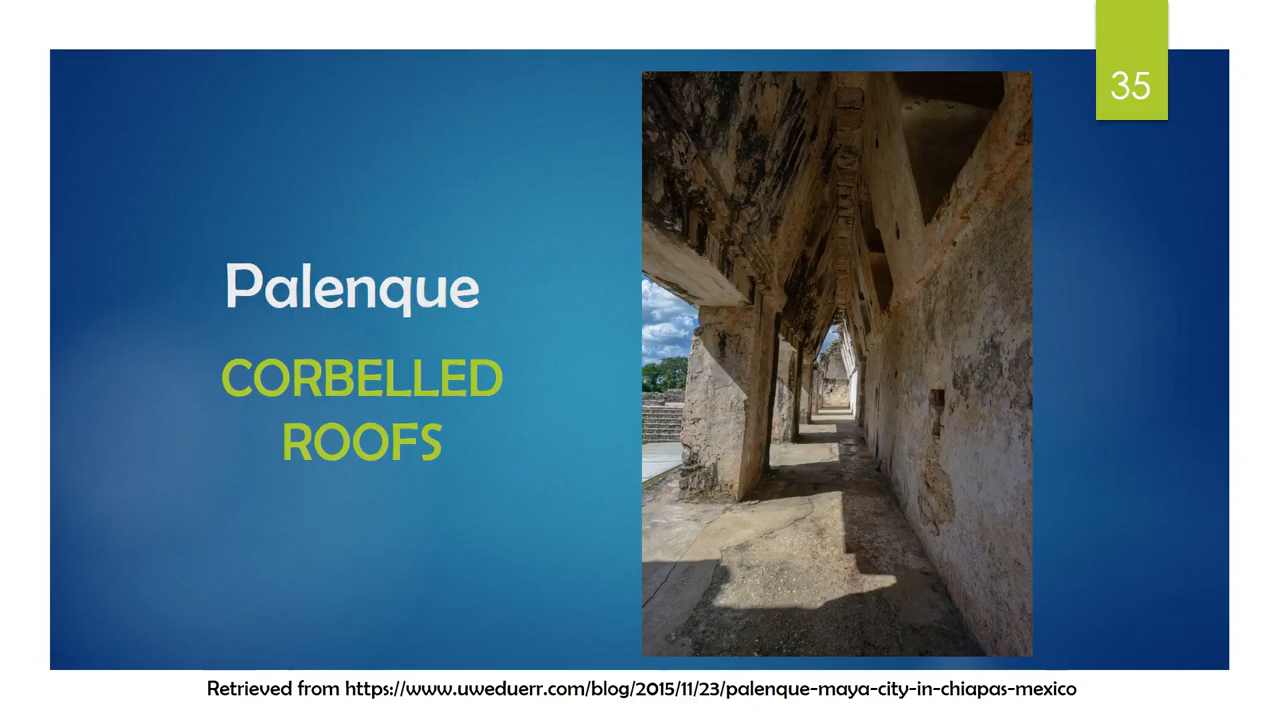 35
Palenque
CORBELLED
ROOFS
Retrieved from https://www.uweduerr.com/blog/2015/11/23/palenque-maya-city-in-chiapas-mexico